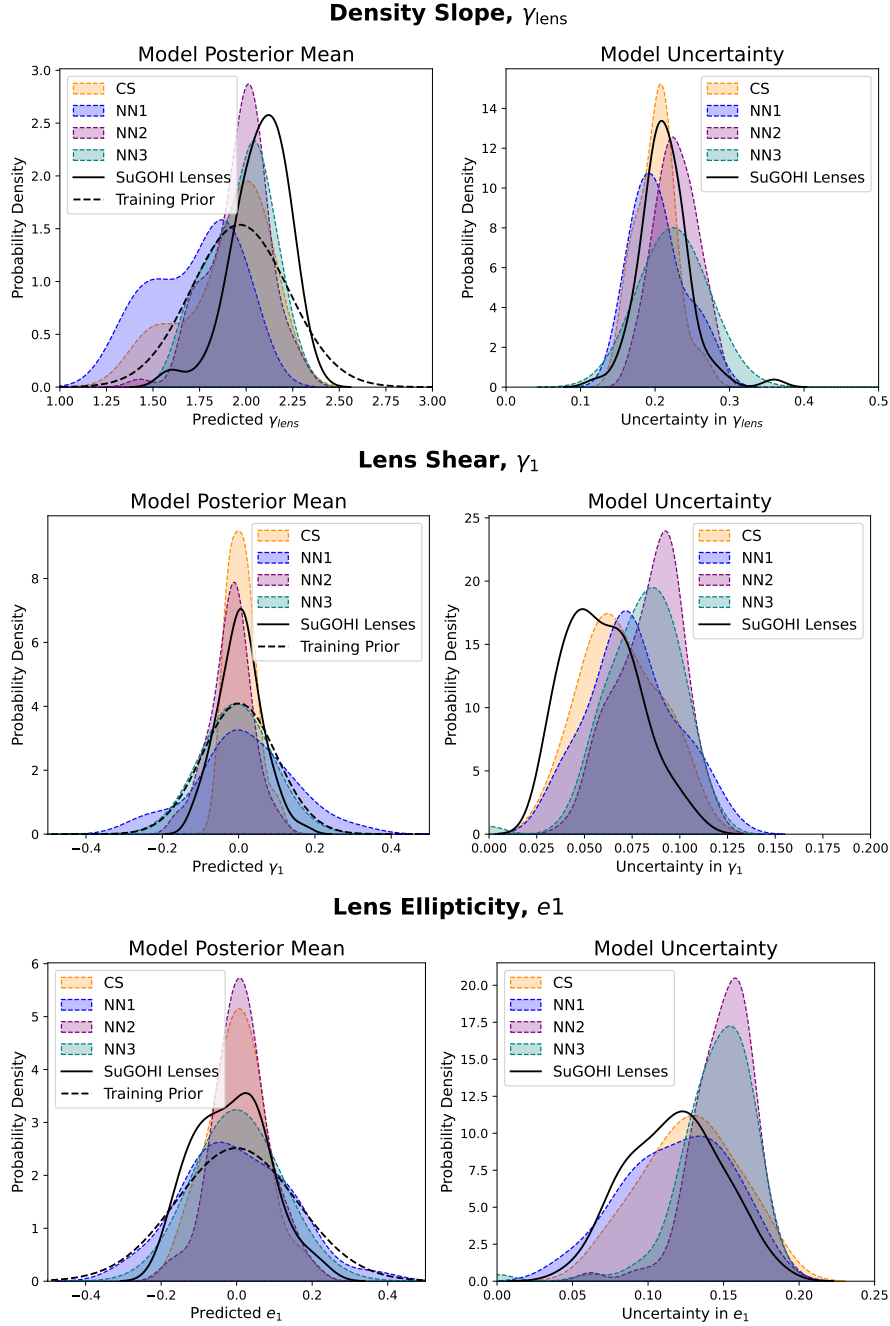 Density Slope, γlens
Model Posterior Mean
CS
NN1
NN2
NN3
SuGOHI Lenses
Training Prior
Probability Density
0.0
0.5
1.0
1.5
2.0
2.5
3.0
1.00 1.25 1.50 1.75 2.00 2.25 2.50 2.75 3.00
Predicted γlens
Model Uncertainty
CS
NN1
NN2
NN3
SuGOHI Lenses
Probability Density
0
2
4
6
8
10
12
14
0.0 0.1 0.2 0.3 0.4 0.5
Uncertainty in γlens
Lens Shear, γ1
Model Posterior Mean
CS
NN1
NN2
NN3
SuGOHI Lenses
Training Prior
Probability Density
0
2
4
6
8
−0.4 −0.2 0.0 0.2 0.4
Predicted γ1
Model Uncertainty
CS
NN1
NN2
NN3
SuGOHI Lenses
Probability Density
0
5
10
15
20
25
0.000 0.025 0.050 0.075 0.100 0.125 0.150 0.175 0.200
Uncertainty in γ1
Lens Ellipticity, e1
Model Posterior Mean
CS
NN1
NN2
NN3
SuGOHI Lenses
Training Prior
Probability Density
0
1
2
3
4
5
6
−0.4 −0.2 0.0 0.2 0.4
Predicted e1
Model Uncertainty
CS
NN1
NN2
NN3
SuGOHI Lenses
Probability Density
0.0
2.5
5.0
7.5
10.0
12.5
15.0
17.5
20.0
0.00 0.05 0.10 0.15 0.20 0.25
Uncertainty in e1